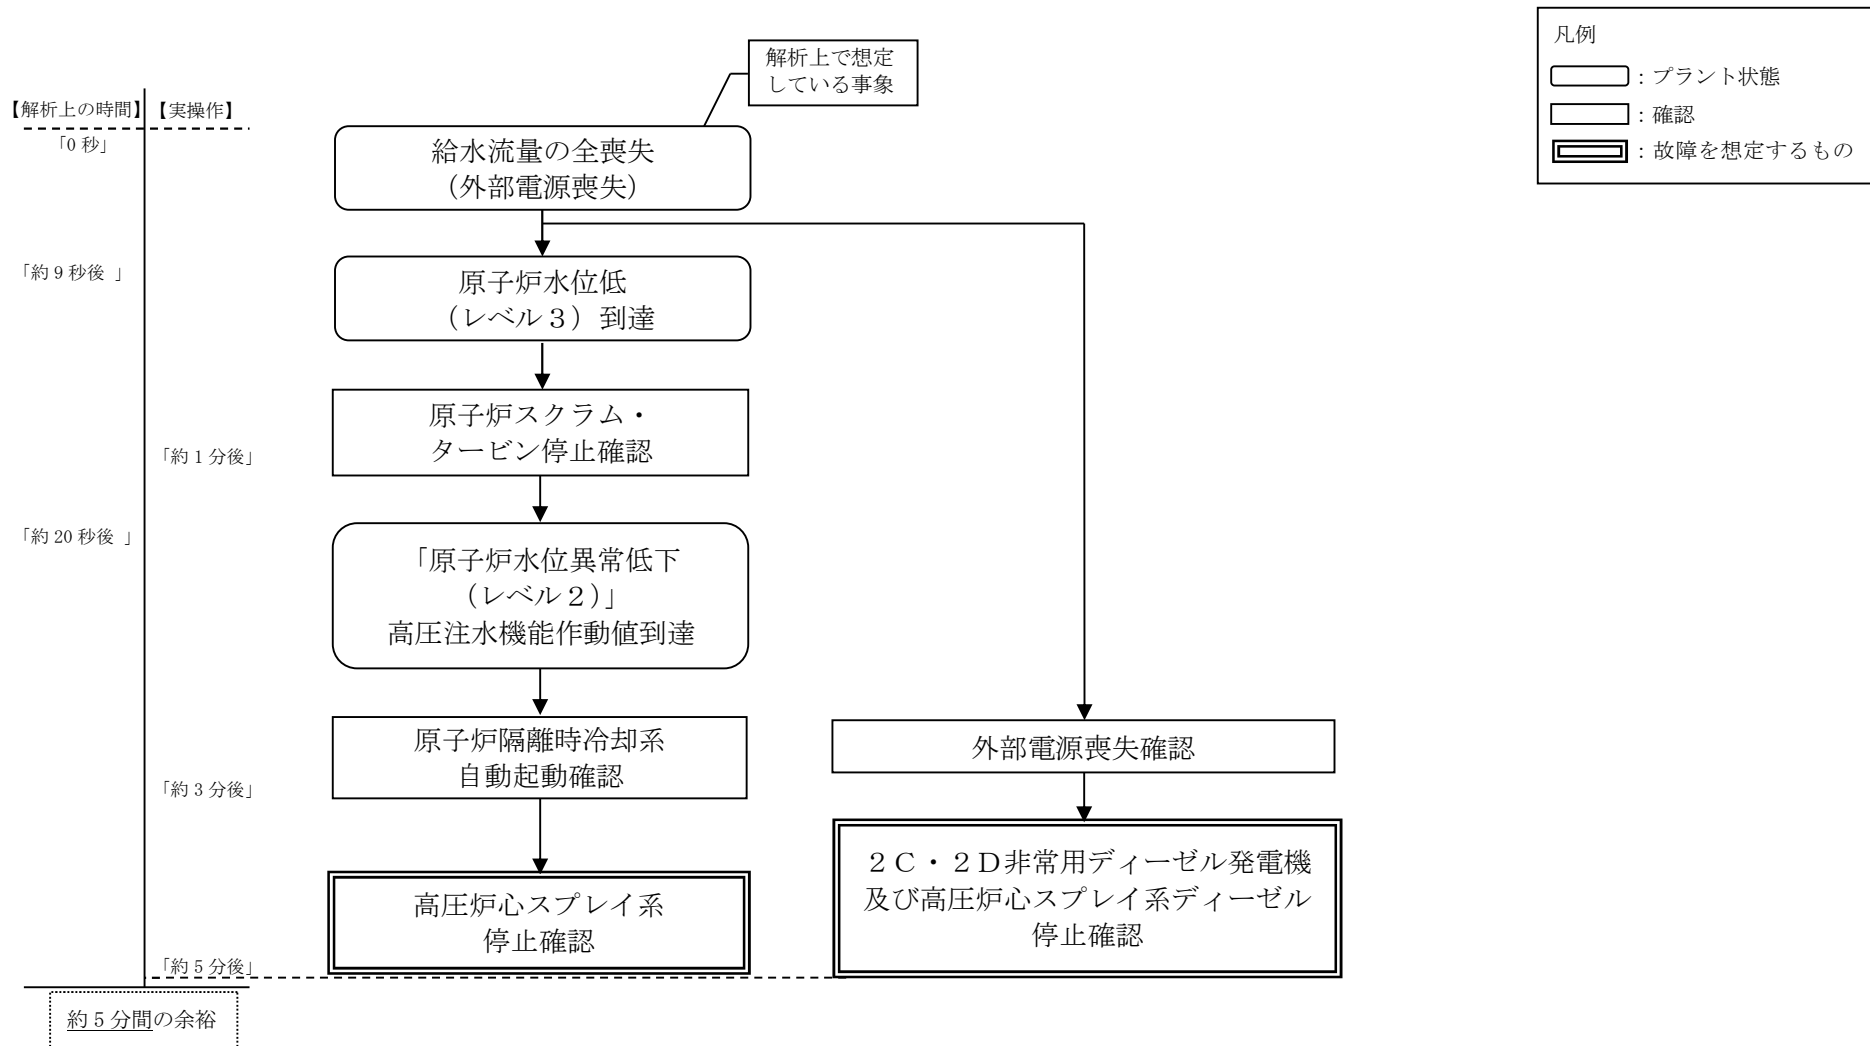 解析上で想定
している事象
凡例
：プラント状態
：確認
：故障を想定するもの
【解析上の時間】
【実操作】
「0 秒」
給水流量の全喪失
（外部電源喪失）
「約 9 秒後 」
原子炉水位低
（レベル３）到達
原子炉スクラム・
タービン停止確認
「約 1 分後」
「約 20 秒後 」
「原子炉水位異常低下
（レベル２）」
高圧注水機能作動値到達
原子炉隔離時冷却系
自動起動確認
「約 3 分後」
外部電源喪失確認
高圧炉心スプレイ系
停止確認
２Ｃ・２Ｄ非常用ディーゼル発電機
及び高圧炉心スプレイ系ディーゼル
停止確認
「約 5 分後」
約 5 分間の余裕